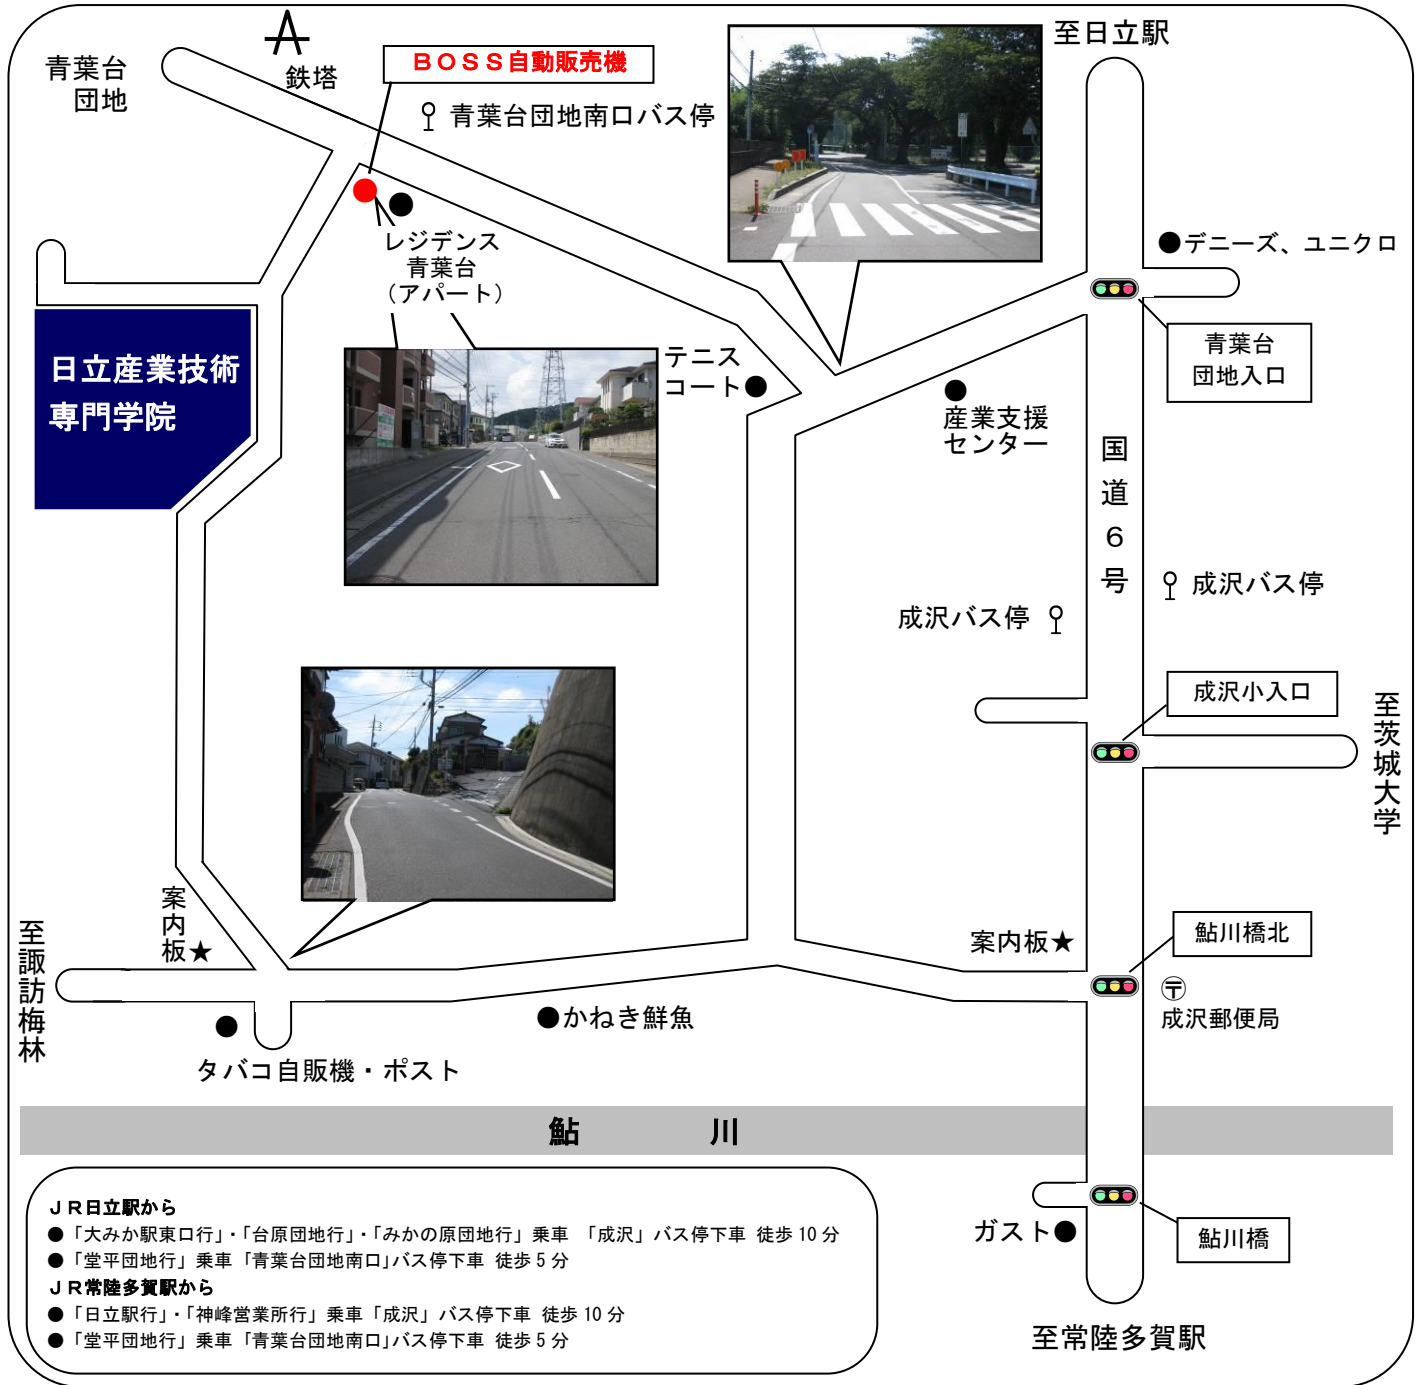 至日立駅
青葉台
団地
鉄塔
ＢＯＳＳ自動販売機
青葉台団地南口バス停
レジデンス
青葉台
（アパート）
●デニーズ、ユニクロ
青葉台
団地入口
日立産業技術
専門学院
テニス
コート●
産業支援
センター
国道６号
成沢バス停
成沢バス停
成沢小入口
至茨城大学
案内板★
至諏訪梅林
案内板★
鮎川橋北
〒
成沢郵便局
●かねき鮮魚
タバコ自販機・ポスト
鮎川
ＪＲ日立駅から
●「大みか駅東口行」・「台原団地行」・「みかの原団地行」乗車 「成沢」バス停下車 徒歩10分
●「堂平団地行」乗車「青葉台団地南口」バス停下車 徒歩5分
ＪＲ常陸多賀駅から
●「日立駅行」・「神峰営業所行」乗車「成沢」バス停下車 徒歩10分
●「堂平団地行」乗車「青葉台団地南口」バス停下車 徒歩5分
ガスト●
鮎川橋
至常陸多賀駅